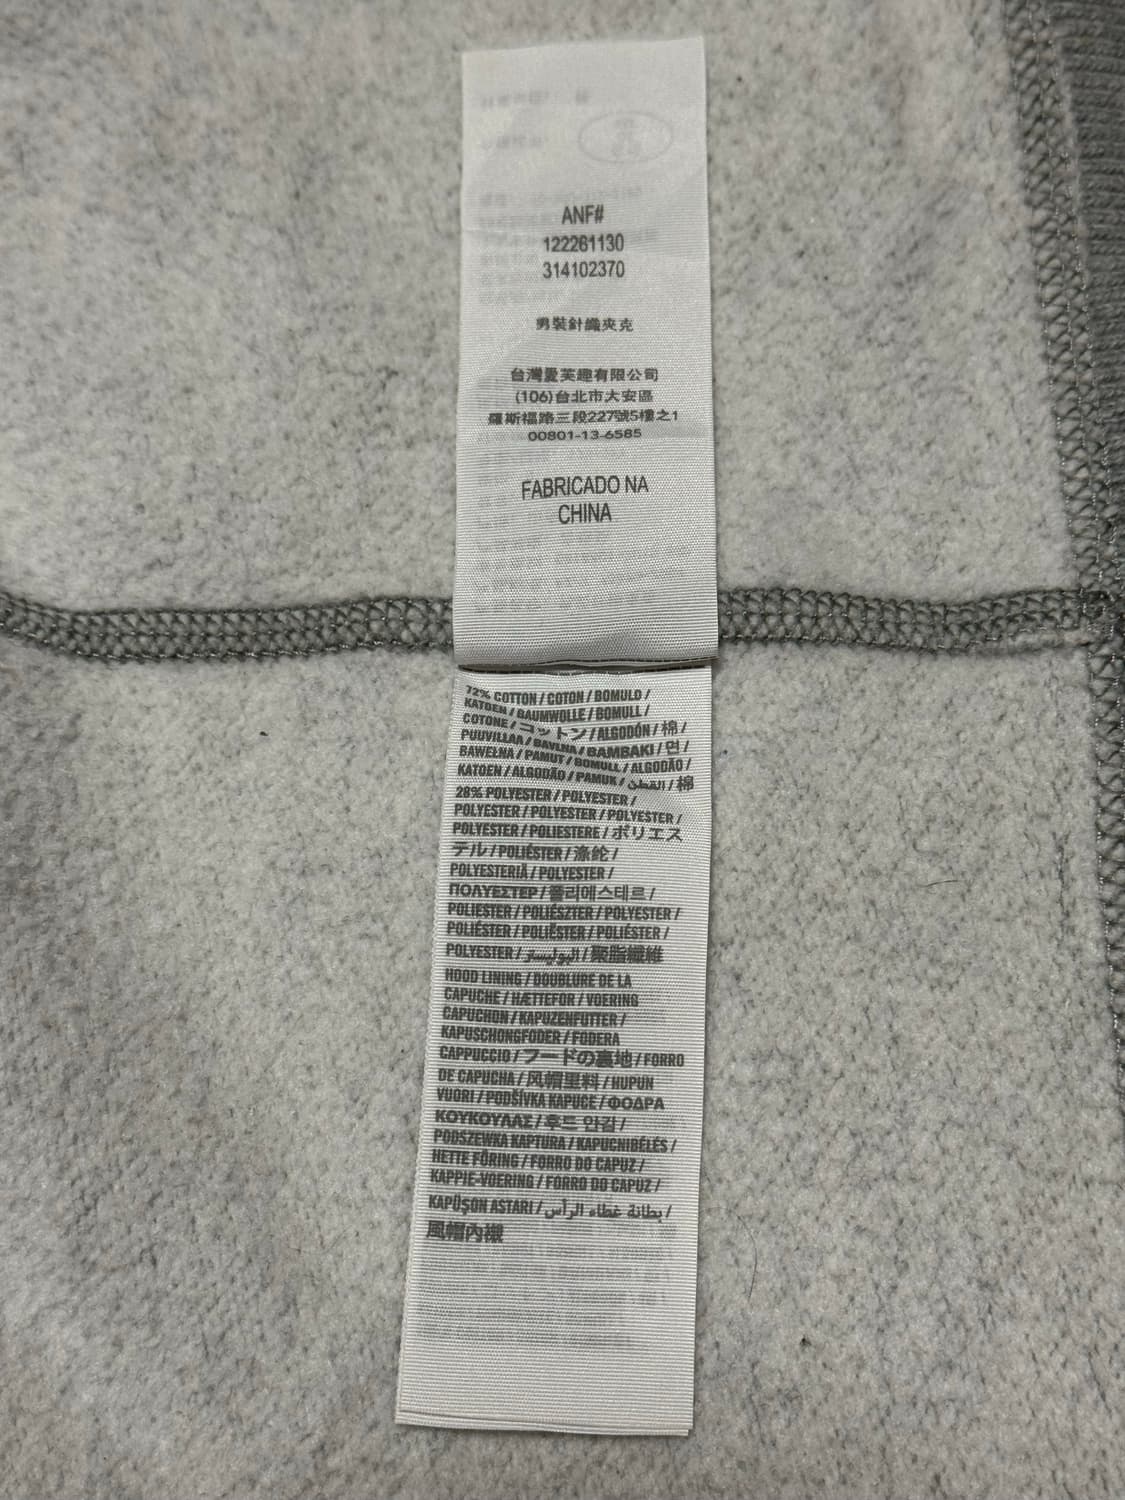 ANF#
122261130
314102370
男裝針織夾克
台灣愛芙趣有限公司
(106)台北市大安區
羅斯福路三段227號5樓之1
00801-13-6585
FABRICADO NA
CHINA
72% COTTON / COTON / BOMULD /
KATOEN / BAUMWOLLE / BOMULL /
COTONE / コットン / ALGODÓN / 棉 /
PUUVILLAA / BAVLNA / BAMBAKI / 면 /
BAWEŁNA / PAMUT / BOMULL / ALGODÃO /
KATOEN / ALGODÃO / PAMUK / القطن / 棉
28% POLYESTER / POLYESTER /
POLYESTER / POLYESTER / POLYESTER /
POLYESTER / POLIESTERE / ポリエス
テル / POLIÉSTER / 涤纶 /
POLYESTERIÄ / POLYESTER /
ΠΟΛΥΕΣΤΕΡ / 폴리에스테르 /
POLIESTER / POLIÉSZTER / POLYESTER /
POLIÉSTER / POLIËSTER / POLIÉSTER /
POLYESTER / البوليستر / 聚脂纖維
HOOD LINING / DOUBLURE DE LA
CAPUCHE / HÆTTEFOR / VOERING
CAPUCHON / KAPUZENFUTTER /
KAPUSCHONGFODER / FODERA
CAPPUCCIO / フードの裏地 / FORRO
DE CAPUCHA / 风帽里料 / HUPUN
VUORI / PODŠÍVKA KAPUCE / ΦΟΔΡΑ
ΚΟΥΚΟΥΛΑΣ / 후드 안감 /
PODSZEWKA KAPTURA / KAPUCNIBÉLÉS /
HETTE FÔRING / FORRO DO CAPUZ /
KAPPIE-VOERING / FORRO DO CAPUZ /
KAPÜŞON ASTARI / بطانة غطاء الرأس /
風帽內襯